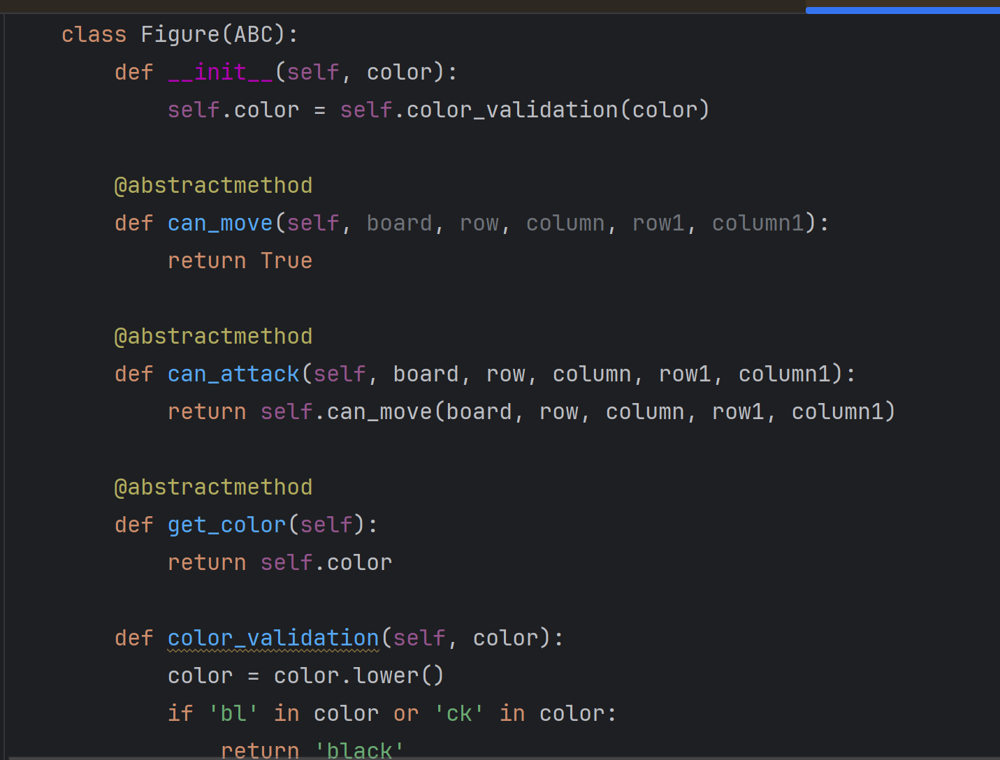 class Figure(ABC):
    def __init__(self, color):
        self.color = self.color_validation(color)

    @abstractmethod
    def can_move(self, board, row, column, row1, column1):
        return True

    @abstractmethod
    def can_attack(self, board, row, column, row1, column1):
        return self.can_move(board, row, column, row1, column1)

    @abstractmethod
    def get_color(self):
        return self.color

    def color_validation(self, color):
        color = color.lower()
        if 'bl' in color or 'ck' in color:
            return 'black'